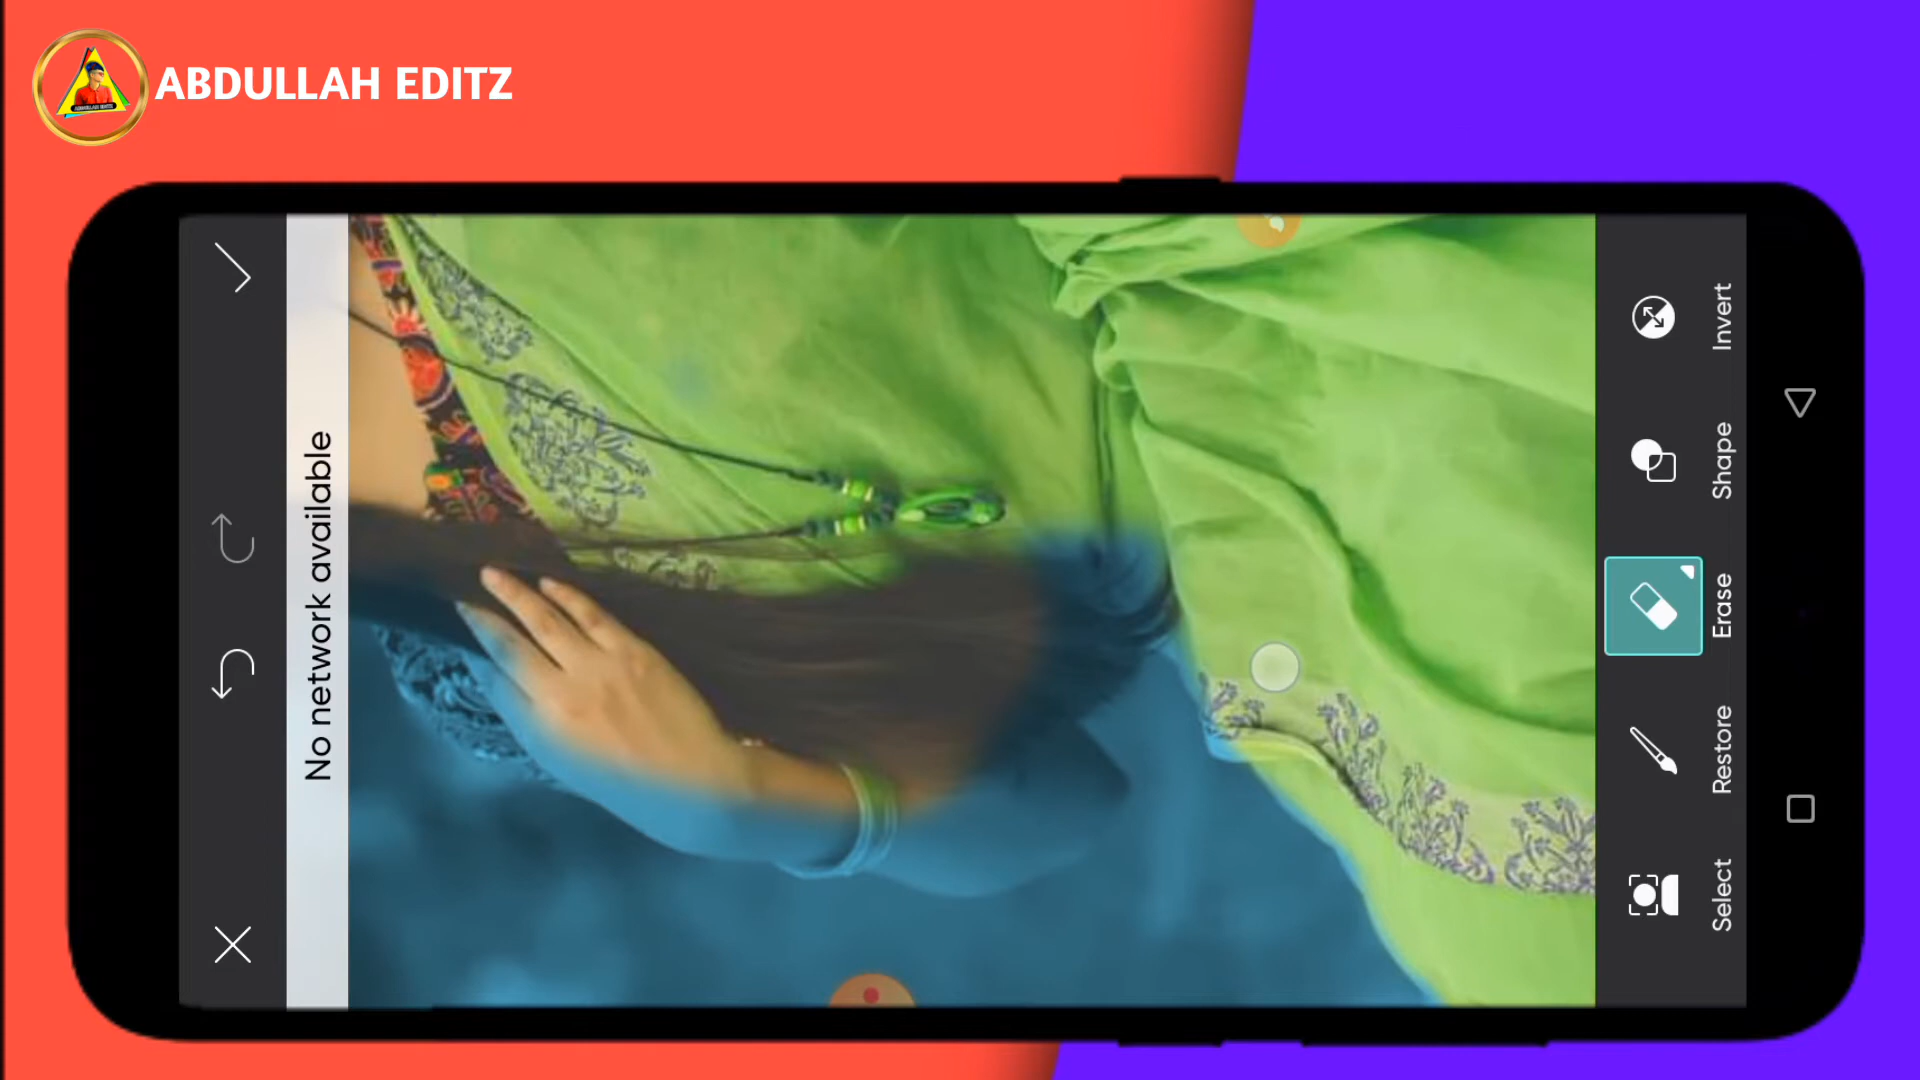 ABDULLAH EDITZ
No network available
Invert
Shape
Erase
Restore
Select